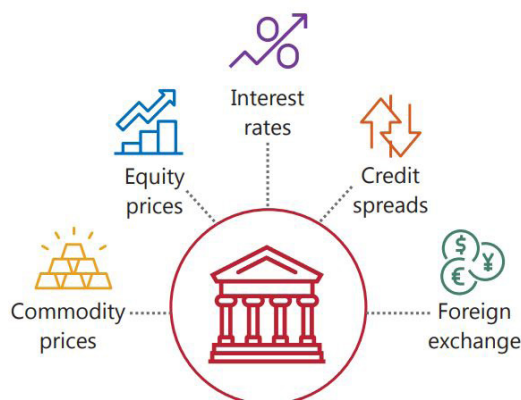 Interest
rates
Equity
prices
Credit
spreads
Commodity
prices
Foreign
exchange
$
¥
€